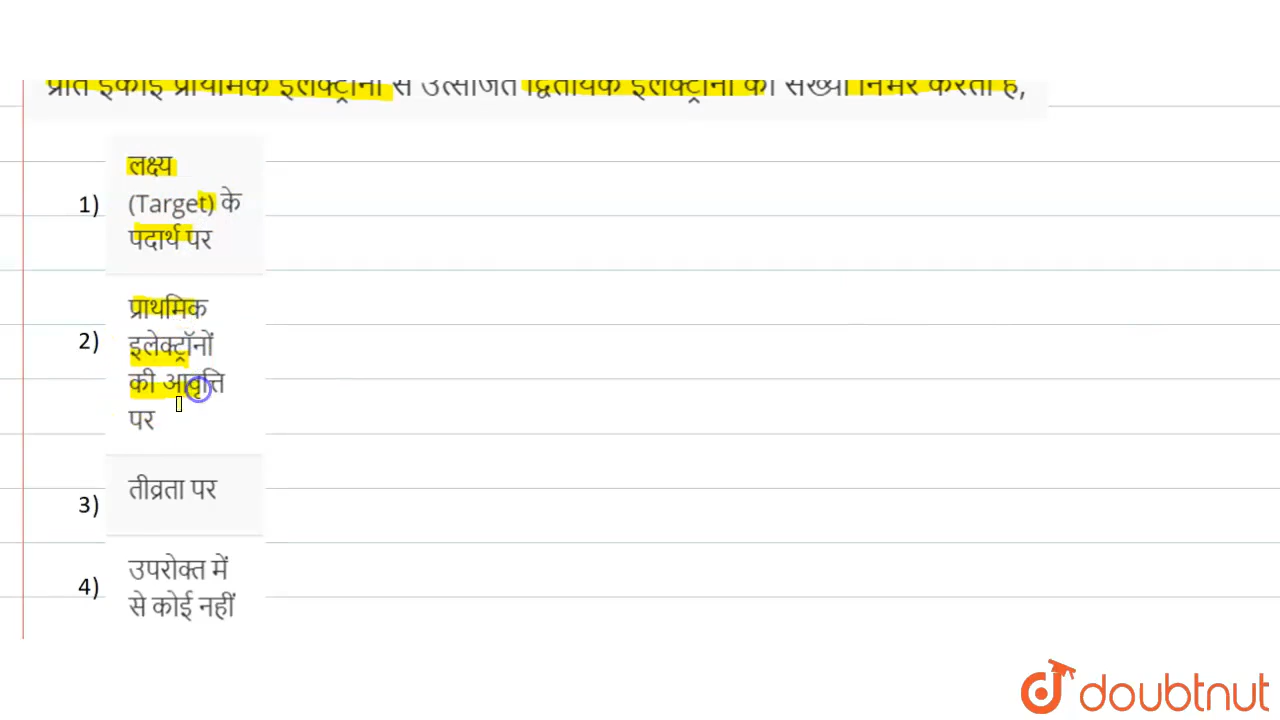 प्रति इकाई प्राथमिक इलेक्ट्रॉनों से उत्सर्जित द्वितीयक इलेक्ट्रॉनों की संख्या निर्भर करती है,
1) लक्ष्य
(Target) के
पदार्थ पर
2) प्राथमिक
इलेक्ट्रॉनों
की आवृत्ति
पर
3) तीव्रता पर
4) उपरोक्त में
से कोई नहीं
doubtnut